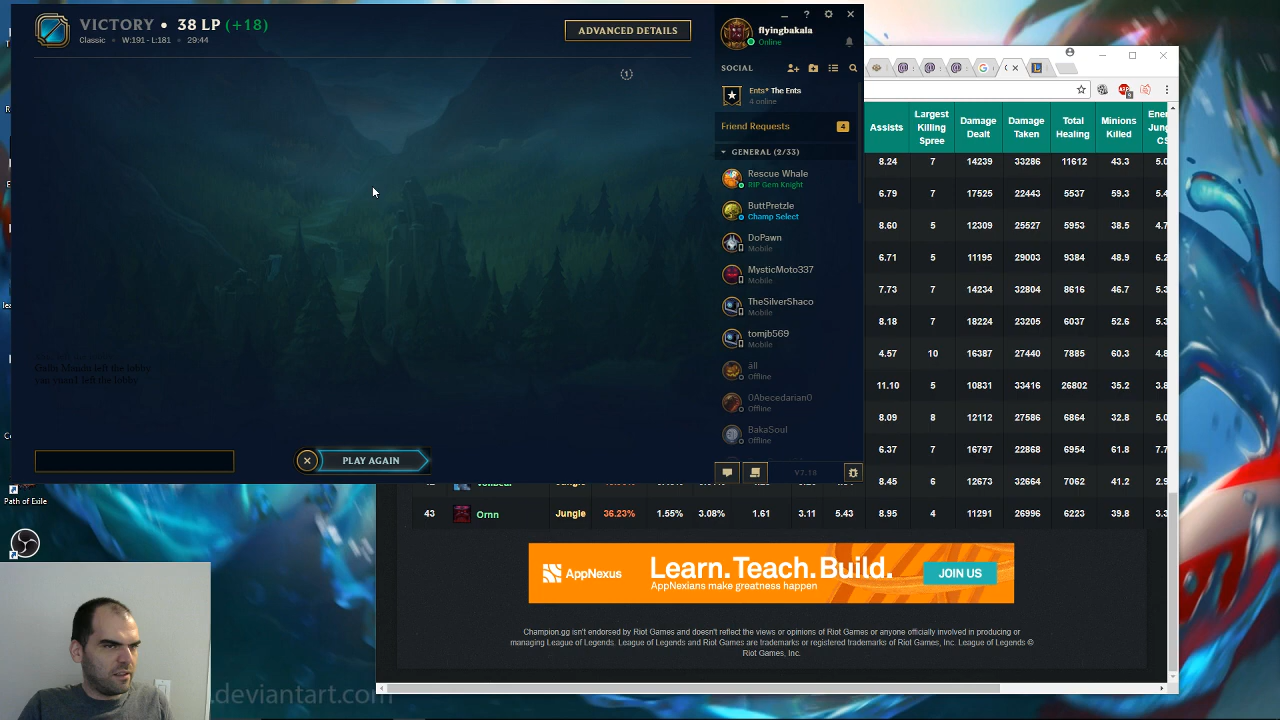 VICTORY • 38 LP (+18)
Classic • W:191 - L:181 • 29:44
ADVANCED DETAILS
flyingbakala
Online
SOCIAL
Ents* The Ents
4 online
Friend Requests 4
GENERAL (2/33)
Rescue Whale
RIP Gem Knight
ButtPretzle
Champ Select
DoPawn
Mobile
MysticMoto337
Mobile
TheSilverShaco
Mobile
tomjb569
Mobile
äll
Offline
0Abecedarian0
Offline
BakaSoul
Offline
left the lobby
left the lobby
PLAY AGAIN
V7.18
Path of Exile
Assists Largest Killing Spree Damage Dealt Damage Taken Total Healing Minions Killed
8.24 7 14239 33286 11612 43.3
6.79 7 17525 22443 5537 59.3
8.60 5 12309 25527 5953 38.5
6.71 5 11195 29003 9384 48.9
7.73 7 14234 32804 8616 46.7
8.18 7 18224 23205 6037 52.6
4.57 10 16387 27440 7885 60.3
11.10 5 10831 33416 26802 35.2
8.09 8 12112 27586 6864 32.8
6.37 7 16797 22868 6954 61.8
8.45 6 12673 32664 7062 41.2
43 Ornn Jungle 36.23% 1.55% 3.08% 1.61 3.11 5.43 8.95 4 11291 26996 6223 39.8
AppNexus
Learn.Teach.Build.
AppNexians make greatness happen
JOIN US
Champion.gg isn't endorsed by Riot Games and doesn't reflect the views or opinions of Riot Games or anyone officially involved in producing or
managing League of Legends. League of Legends and Riot Games are trademarks or registered trademarks of Riot Games, Inc. League of Legends ©
Riot Games, Inc.
.deviantart.com